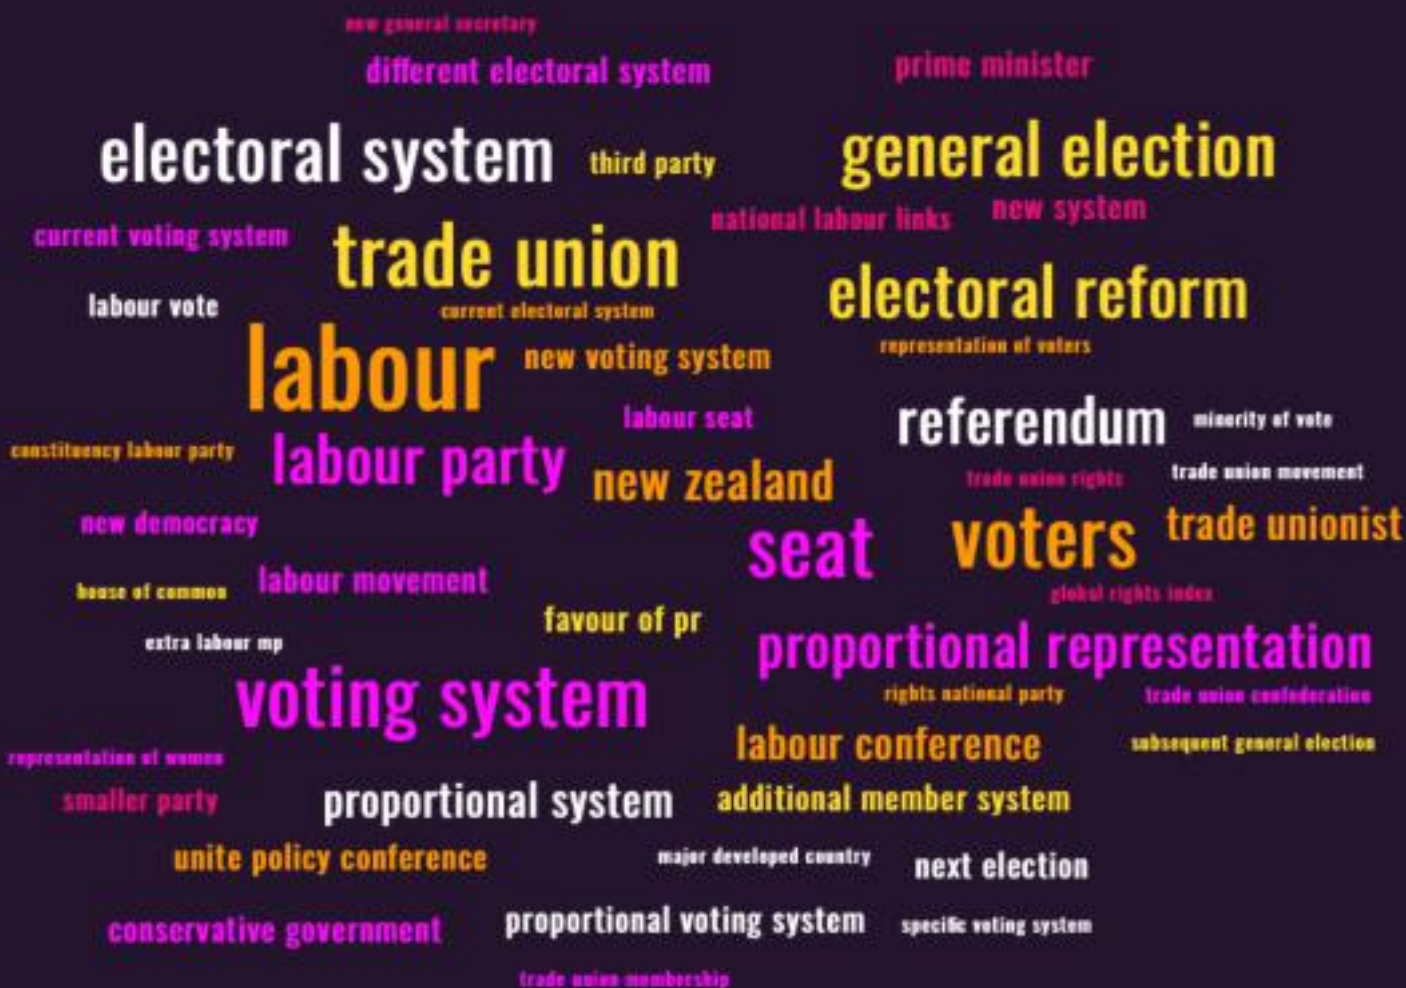 new general secretary
different electoral system
prime minister
electoral system
third party
general election
current voting system
national labour links
new system
trade union
labour vote
current electoral system
electoral reform
labour
new voting system
representation of voters
labour seat
referendum
minority of vote
constituency labour party
labour party
new zealand
trade union rights
trade union movement
new democracy
seat
voters
trade unionist
house of common
labour movement
global rights index
favour of pr
extra labour mp
proportional representation
voting system
rights national party
trade union confederation
representation of women
labour conference
subsequent general election
smaller party
proportional system
additional member system
unite policy conference
major developed country
next election
conservative government
proportional voting system
specific voting system
trade union membership